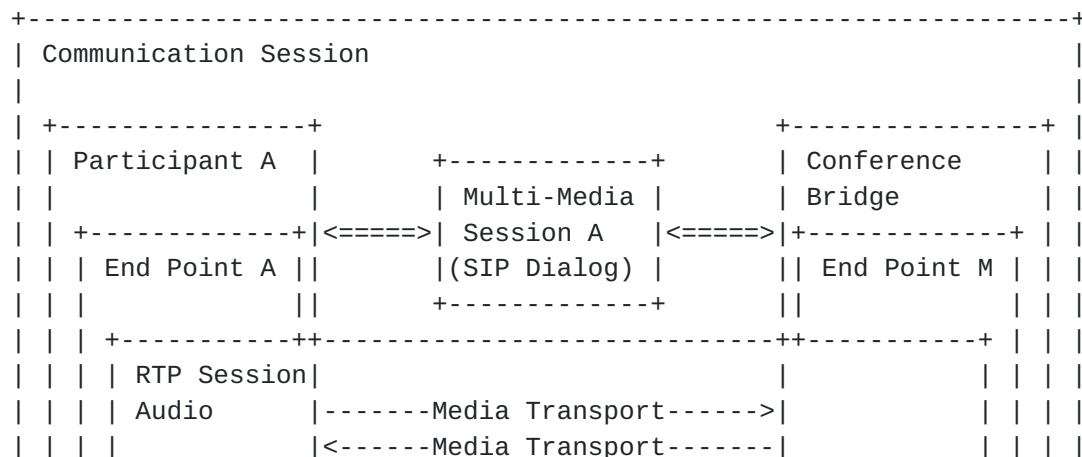 Communication Session
Participant A Conference
Multi-Media Bridge
<=====> Session A <=====>
End Point A (SIP Dialog) End Point M
RTP Session
Audio -------Media Transport------>
<------Media Transport-------